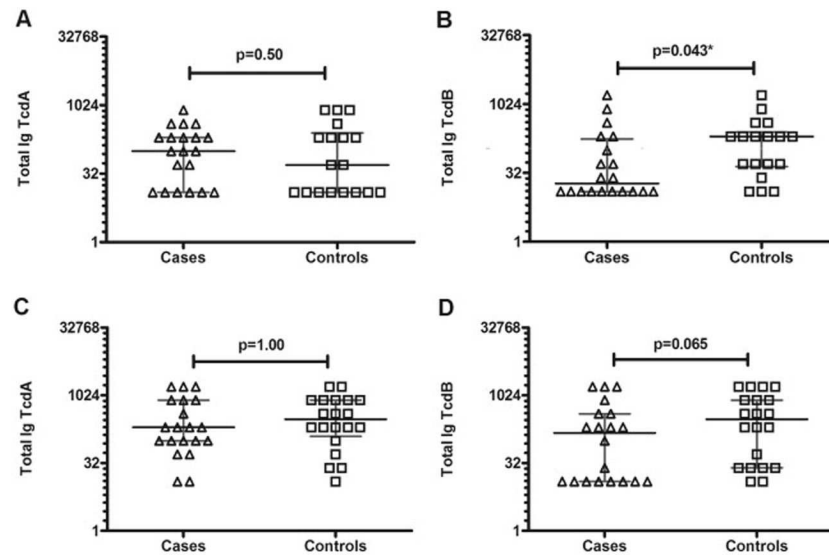 A
32768
1024
32
1
Total Ig TcdA
p=0.50
Cases
Controls
B
32768
1024
32
1
Total Ig TcdB
p=0.043*
Cases
Controls
C
32768
1024
32
1
Total Ig TcdA
p=1.00
Cases
Controls
D
32768
1024
32
1
Total Ig TcdB
p=0.065
Cases
Controls